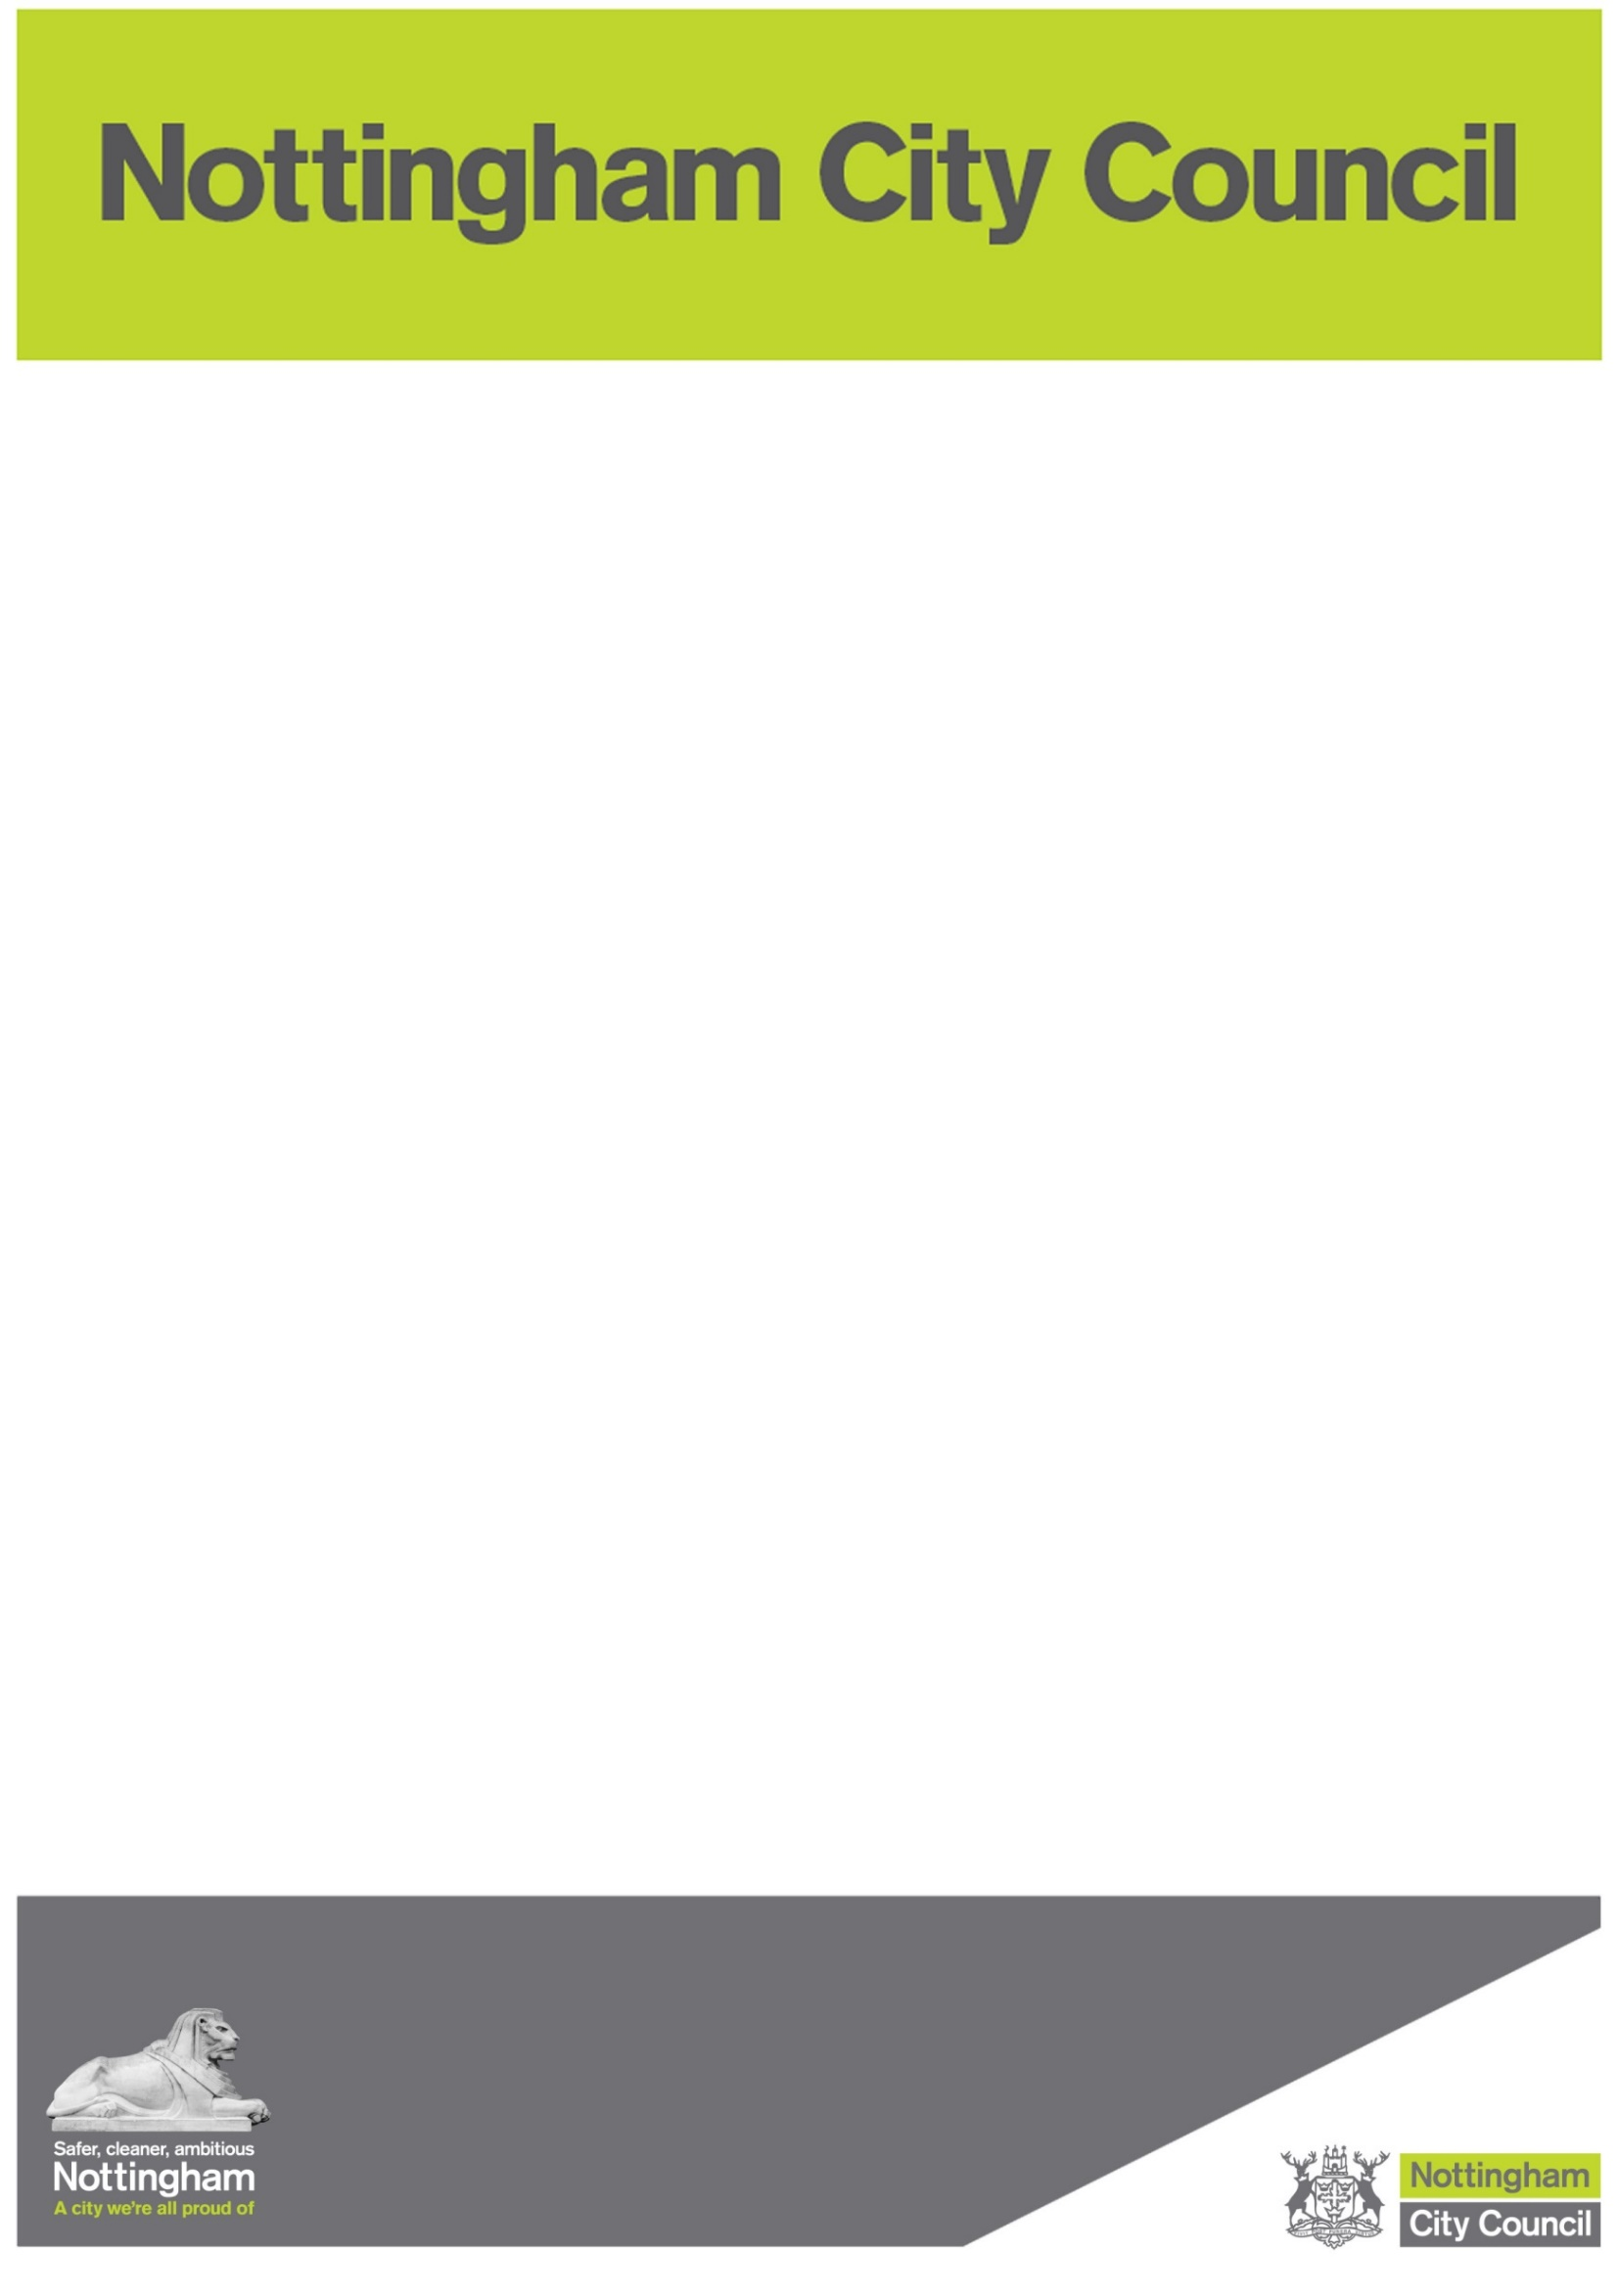 Nottingham City Council
Safer, cleaner, ambitious
Nottingham
A city we're all proud of
Nottingham
City Council